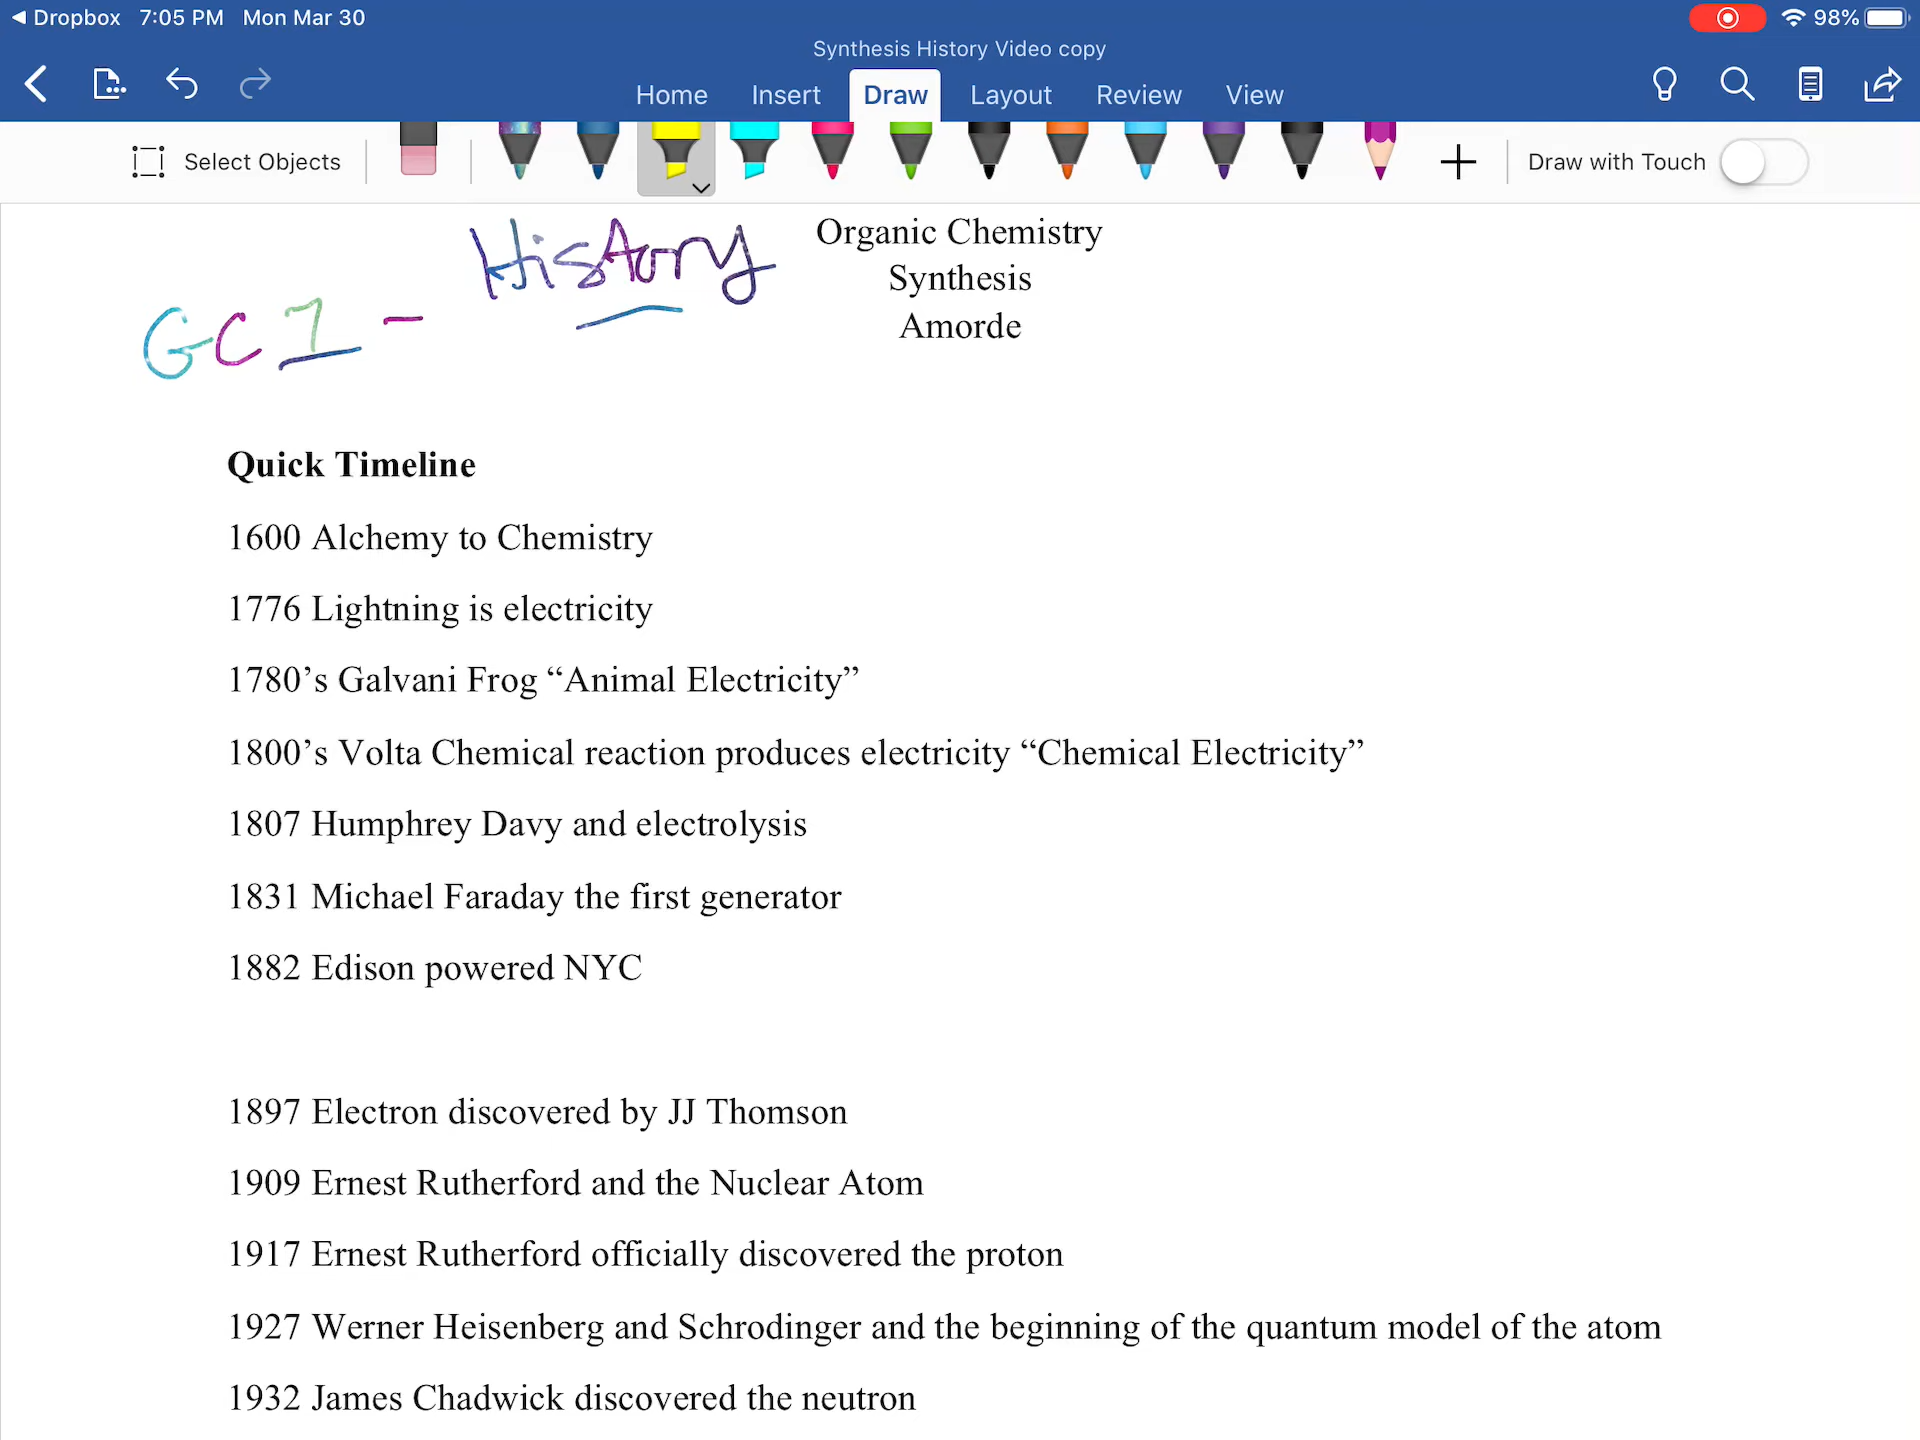 Dropbox 7:05 PM Mon Mar 30 98%
Synthesis History Video copy
Home Insert Draw Layout Review View
Select Objects Draw with Touch
History
GC1 -
Organic Chemistry
Synthesis
Amorde
Quick Timeline
1600 Alchemy to Chemistry
1776 Lightning is electricity
1780’s Galvani Frog “Animal Electricity”
1800’s Volta Chemical reaction produces electricity “Chemical Electricity”
1807 Humphrey Davy and electrolysis
1831 Michael Faraday the first generator
1882 Edison powered NYC
1897 Electron discovered by JJ Thomson
1909 Ernest Rutherford and the Nuclear Atom
1917 Ernest Rutherford officially discovered the proton
1927 Werner Heisenberg and Schrodinger and the beginning of the quantum model of the atom
1932 James Chadwick discovered the neutron